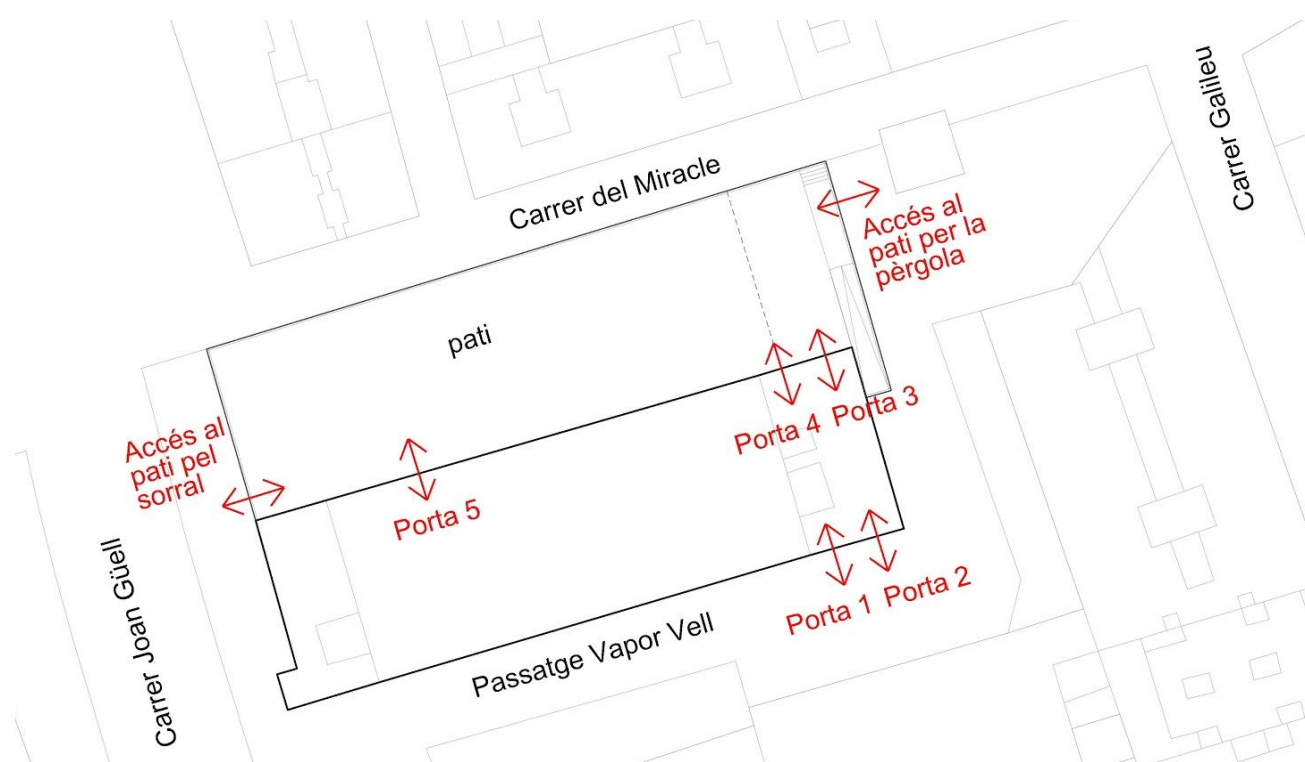 Carrer Galileu
Carrer del Miracle
Accés al
pati per la
pèrgola
pati
Porta 4
Porta 3
Accés al
pati pel
sorral
Porta 5
Carrer Joan Güell
Porta 1
Porta 2
Passatge Vapor Vell